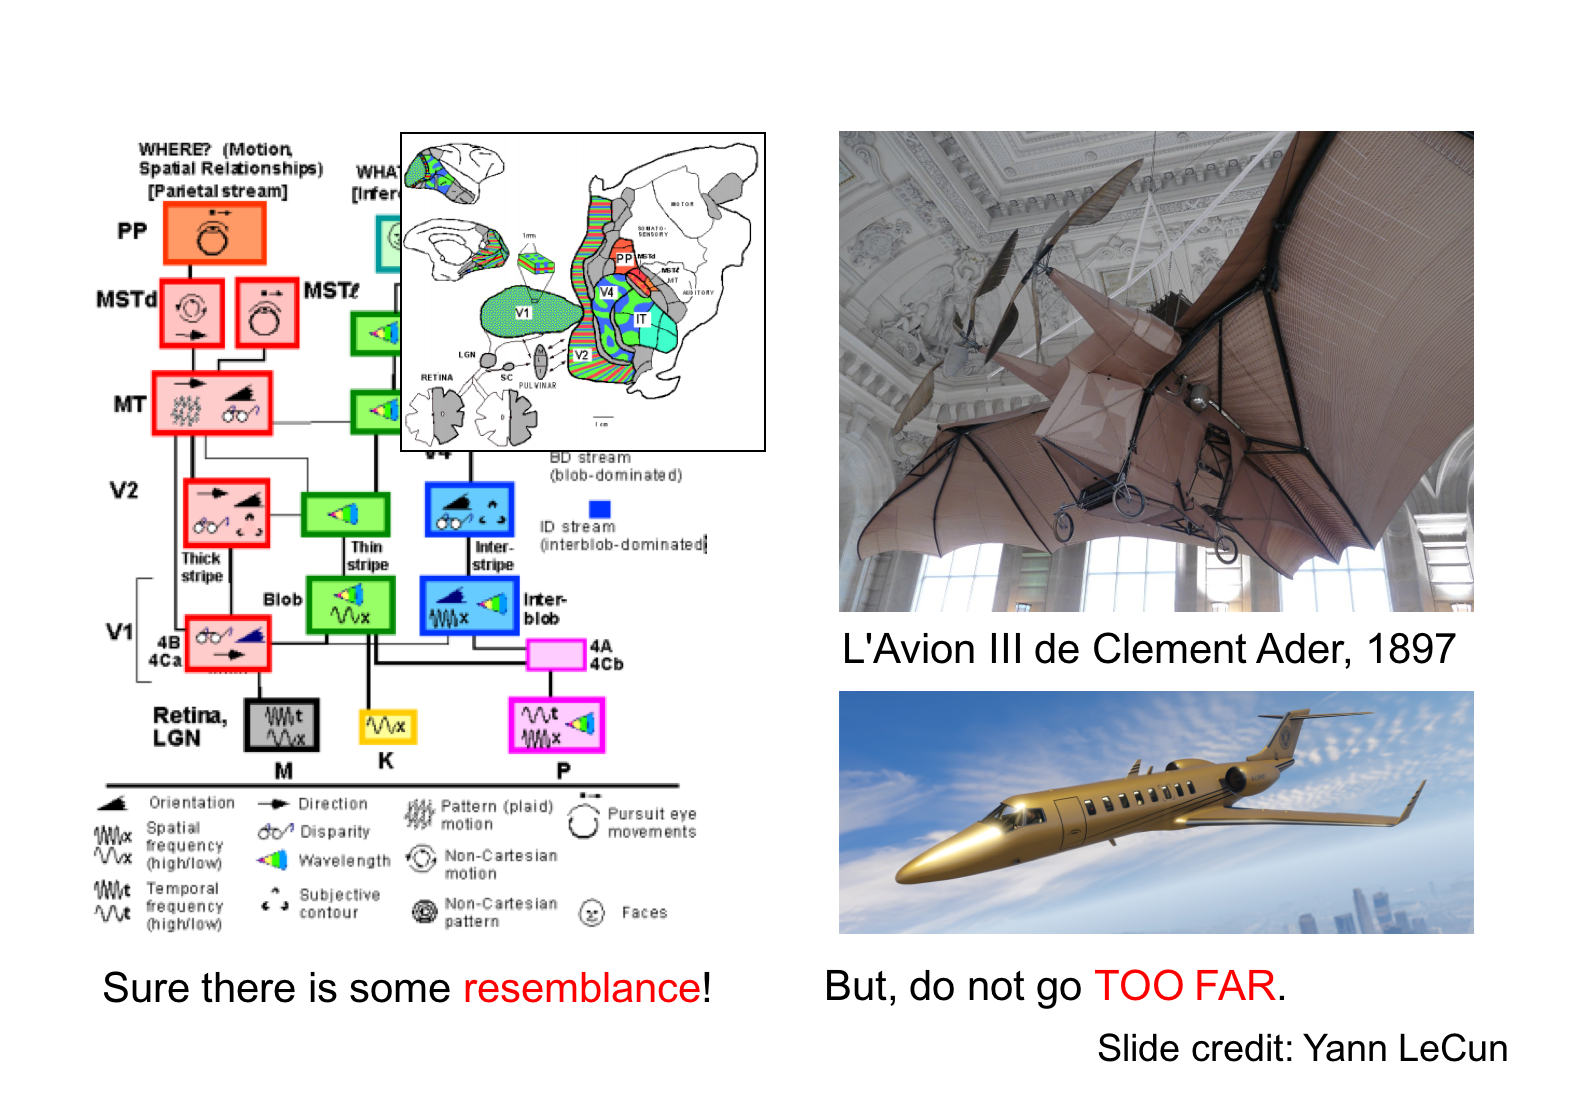 WHERE? (Motion,
Spatial Relationships)
[Parietal stream]
PP
MSTd
MSTℓ
MT
V2
Thick
stripe
Thin
stripe
Inter-
stripe
BD stream
(blob-dominated)
ID stream
(interblob-dominated)
V1
Blob
Inter-
blob
4B
4Ca
4A
4Cb
Retina,
LGN
M
K
P
t
x
x
x
x
t
x
Orientation
Spatial
frequency
(high/low)
Temporal
frequency
(high/low)
Direction
Disparity
Wavelength
Subjective
contour
Pattern (plaid)
motion
Non-Cartesian
motion
Non-Cartesian
pattern
Pursuit eye
movements
Faces
MOTOR
SOMATO-
SENSORY
1mm
PP
MSTd
MSTℓ
MT
AUDITORY
V4
V1
IT
V2
LGN
SC
RETINA
PULVINAR
1 cm
Sure there is some resemblance!
L'Avion III de Clement Ader, 1897
But, do not go TOO FAR.
Slide credit: Yann LeCun